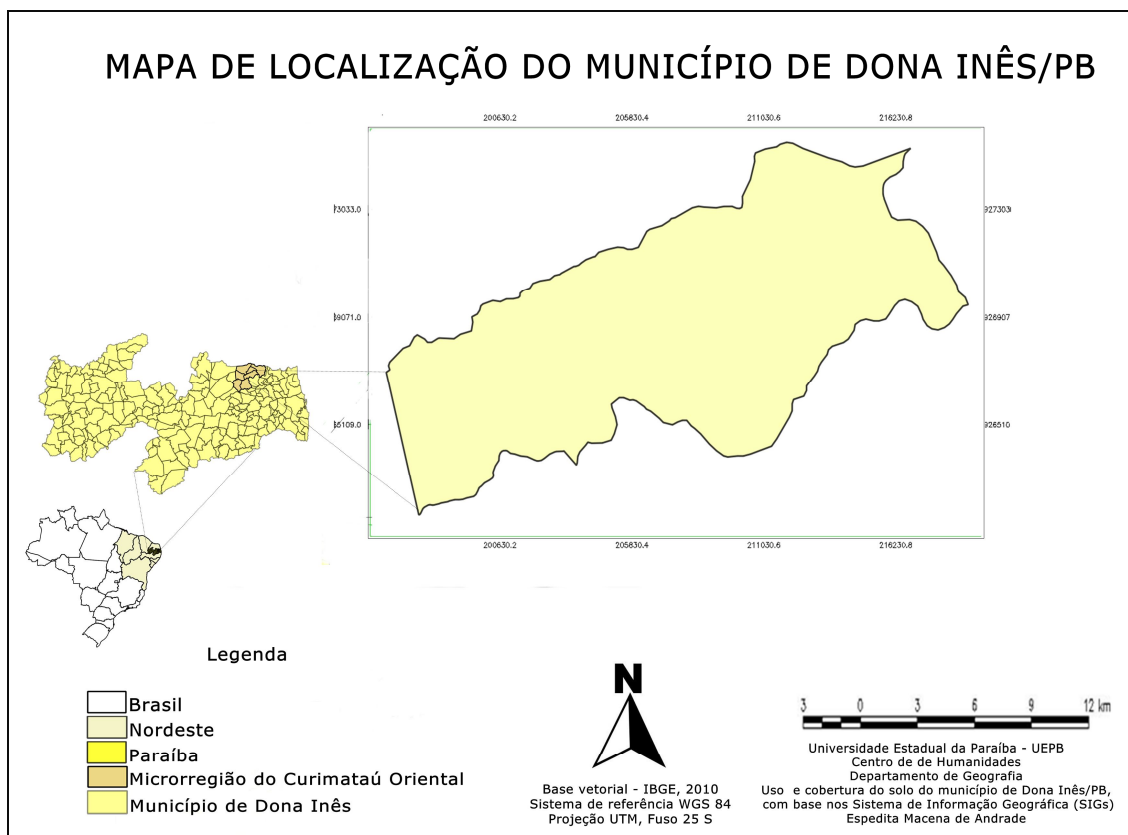 MAPA DE LOCALIZAÇÃO DO MUNICÍPIO DE DONA INÊS/PB
200630.2 205830.4 211030.6 216230.8
73033.0 927303
69071.0 926907
65109.0 926510
200630.2 205830.4 211030.6 216230.8
Legenda
Brasil
Nordeste
Paraíba
Microrregião do Curimataú Oriental
Município de Dona Inês
N
Base vetorial - IBGE, 2010
Sistema de referência WGS 84
Projeção UTM, Fuso 25 S
3 0 3 6 9 12 km
Universidade Estadual da Paraíba - UEPB
Centro de de Humanidades
Departamento de Geografia
Uso e cobertura do solo do município de Dona Inês/PB,
com base nos Sistema de Informação Geográfica (SIGs)
Espedita Macena de Andrade